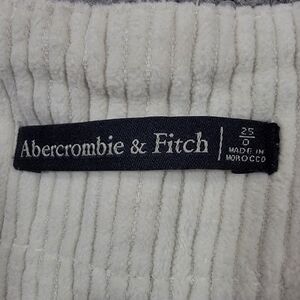 Abercrombie & Fitch
25
0
MADE IN
MOROCCO